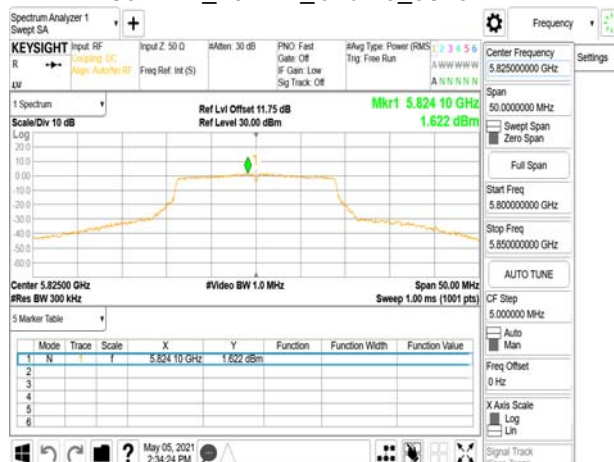 Spectrum Analyzer 1
Swept SA
+
Frequency
KEYSIGHT
Input: RF
Coupling: DC
Align: Auto/No RF
Input Z: 50 Ω
Freq Ref: Int (S)
#Atten: 30 dB
PNO: Fast
Gate: Off
IF Gain: Low
Sig Track: Off
#Avg Type: Power (RMS
Trig: Free Run
1 2 3 4 5 6
A W W W W W
A N N N N N
R
Center Frequency
5.825000000 GHz
Settings
Span
50.0000000 MHz
Swept Span
Zero Span
Full Span
Start Freq
5.800000000 GHz
Stop Freq
5.850000000 GHz
AUTO TUNE
CF Step
5.000000 MHz
Auto
Man
Freq Offset
0 Hz
X Axis Scale
Log
Lin
Signal Track
1 Spectrum
Scale/Div 10 dB
Ref Lvl Offset 11.75 dB
Ref Level 30.00 dBm
Mkr1 5.824 10 GHz
1.622 dBm
Log
20.0
10.0
0.00
-10.0
-20.0
-30.0
-40.0
-50.0
-60.0
1
Center 5.82500 GHz
#Res BW 300 kHz
#Video BW 1.0 MHz
Span 50.00 MHz
Sweep 1.00 ms (1001 pts)
5 Marker Table
Mode Trace Scale X Y Function Function Width Function Value
1 N 1 f 5.824 10 GHz 1.622 dBm
2
3
4
5
6
May 05, 2021
2:34:24 PM